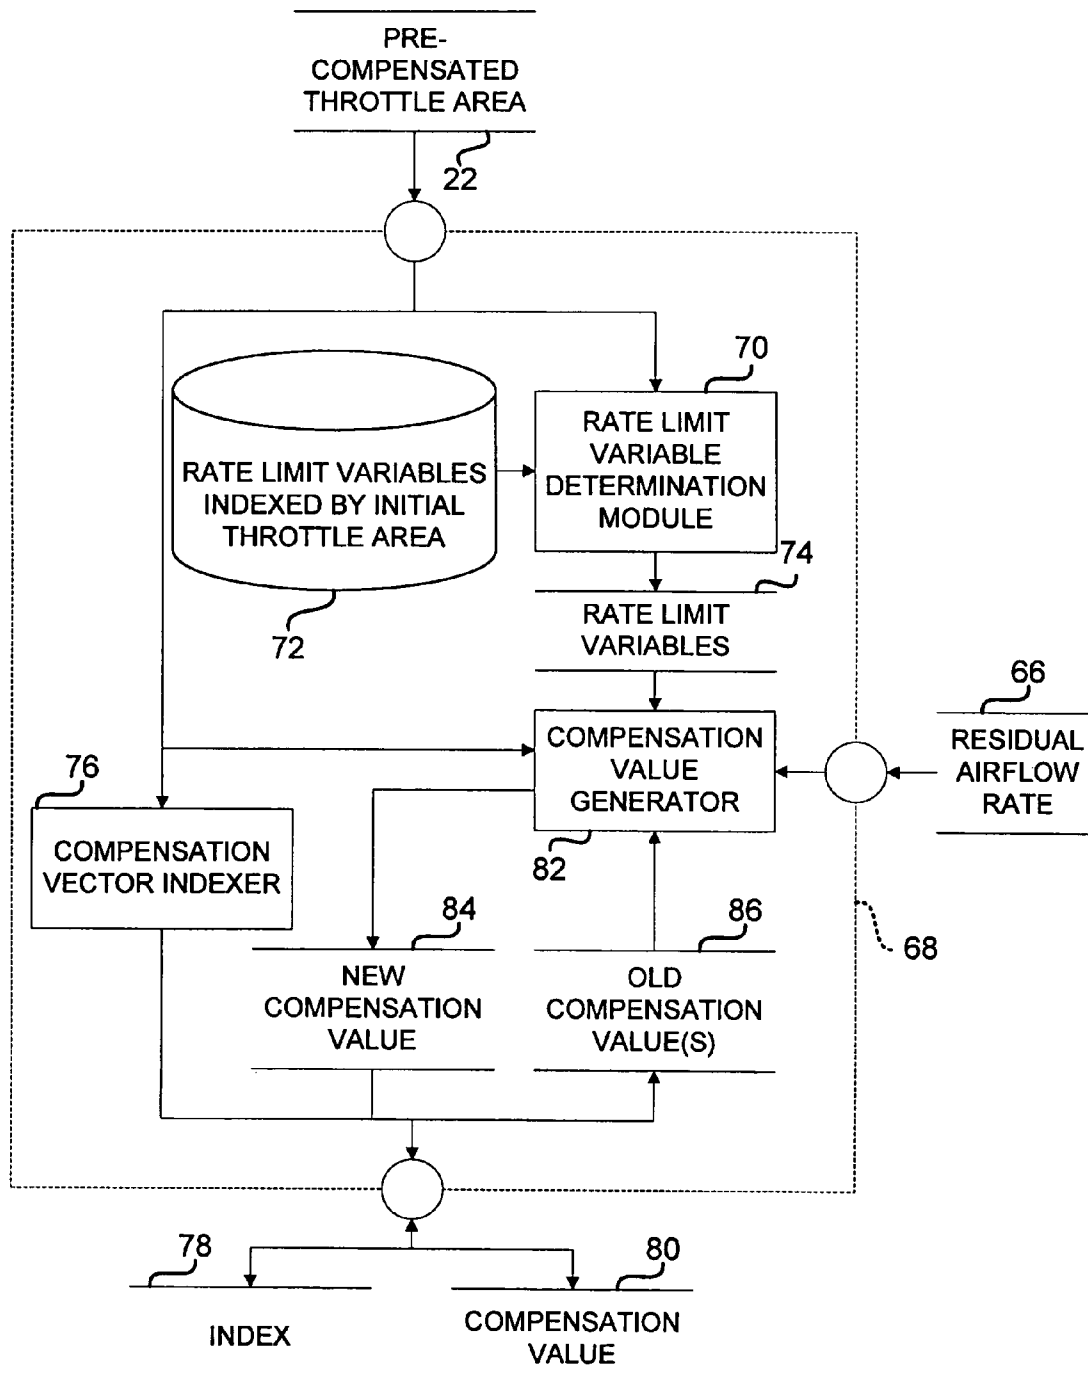 PRE-
COMPENSATED
THROTTLE AREA
22
70
RATE LIMIT
VARIABLE
DETERMINATION
MODULE
RATE LIMIT VARIABLES
INDEXED BY INITIAL
THROTTLE AREA
72
74
RATE LIMIT
VARIABLES
66
RESIDUAL
AIRFLOW
RATE
COMPENSATION
VALUE
GENERATOR
82
76
COMPENSATION
VECTOR INDEXER
84
NEW
COMPENSATION
VALUE
86
OLD
COMPENSATION
VALUE(S)
68
78
INDEX
80
COMPENSATION
VALUE